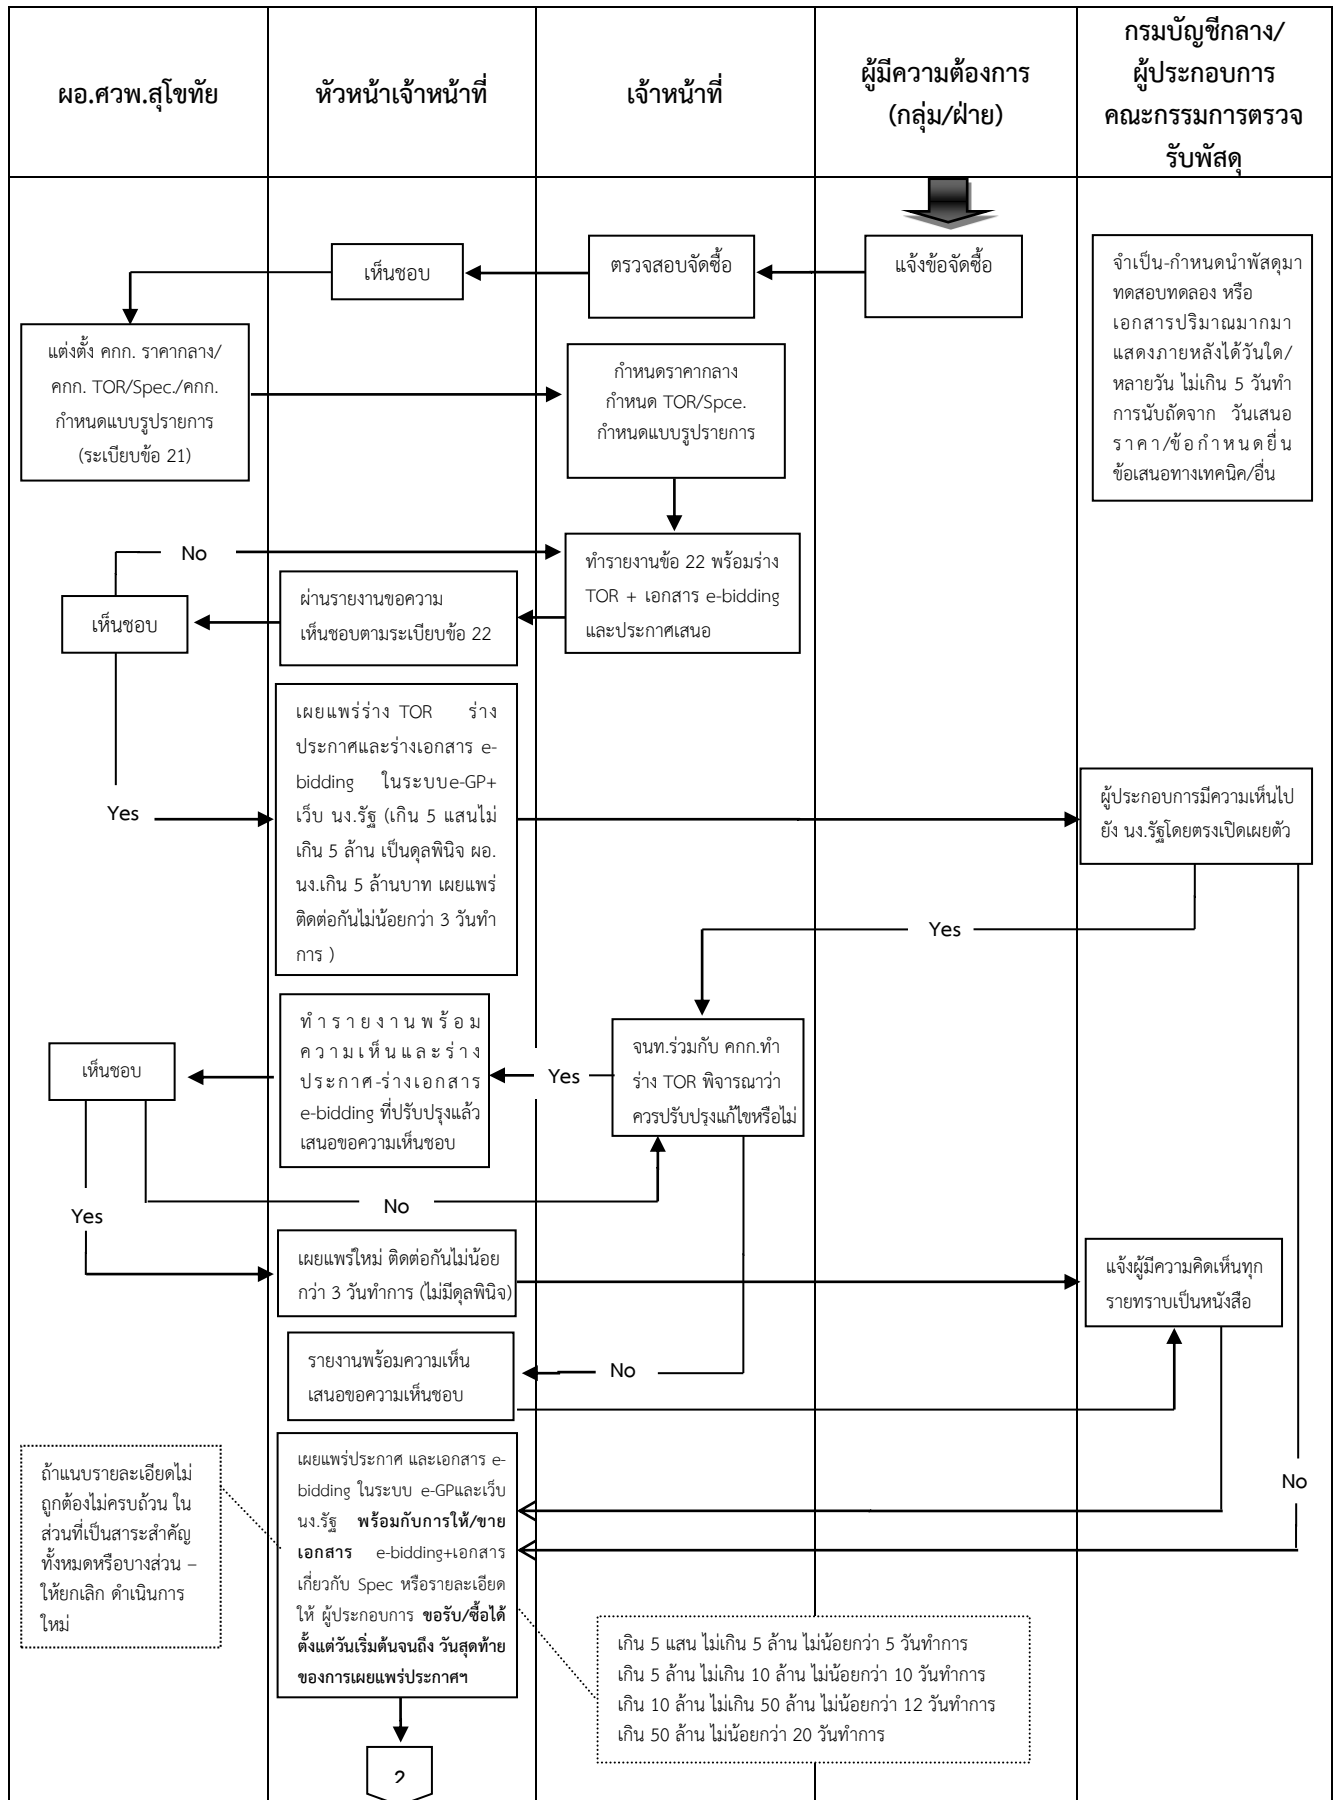 ผอ.ศวพ.สุโขทัย
หัวหน้าเจ้าหน้าที่
เจ้าหน้าที่
ผู้มีความต้องการ
(กลุ่ม/ฝ่าย)
กรมบัญชีกลาง/
ผู้ประกอบการ
คณะกรรมการตรวจ
รับพัสดุ
เห็นชอบ
ตรวจสอบจัดซื้อ
แจ้งข้อจัดซื้อ
จำเป็น-กำหนดนำพัสดุมา
ทดสอบทดลอง หรือ
เอกสารปริมาณมากมา
แสดงภายหลังได้วันใด/
หลายวัน ไม่เกิน 5 วันทำ
การนับถัดจาก วันเสนอ
ราคา/ข้อกำหนดยื่น
ข้อเสนอทางเทคนิค/อื่น
แต่งตั้ง คกก. ราคากลาง/
คกก. TOR/Spec./คกก.
กำหนดแบบรูปรายการ
(ระเบียบข้อ 21)
กำหนดราคากลาง
กำหนด TOR/Spce.
กำหนดแบบรูปรายการ
No
ทำรายงานข้อ 22 พร้อมร่าง
TOR + เอกสาร e-bidding
และประกาศเสนอ
ผ่านรายงานขอความ
เห็นชอบตามระเบียบข้อ 22
เห็นชอบ
Yes
เผยแพร่ร่าง TOR ร่าง
ประกาศและร่างเอกสาร e-
bidding ในระบบe-GP+
เว็บ นง.รัฐ (เกิน 5 แสนไม่
เกิน 5 ล้าน เป็นดุลพินิจ ผอ.
นง.เกิน 5 ล้านบาท เผยแพร่
ติดต่อกันไม่น้อยกว่า 3 วันทำ
การ )
ผู้ประกอบการมีความเห็นไป
ยัง นง.รัฐโดยตรงเปิดเผยตัว
Yes
ทำรายงานพร้อม
ความเห็นและร่าง
ประกาศ-ร่างเอกสาร
e-bidding ที่ปรับปรุงแล้ว
เสนอขอความเห็นชอบ
เห็นชอบ
Yes
จนท.ร่วมกับ คกก.ทำ
ร่าง TOR พิจารณาว่า
ควรปรับปรุงแก้ไขหรือไม่
No
Yes
เผยแพร่ใหม่ ติดต่อกันไม่น้อย
กว่า 3 วันทำการ (ไม่มีดุลพินิจ)
แจ้งผู้มีความคิดเห็นทุก
รายทราบเป็นหนังสือ
รายงานพร้อมความเห็น
เสนอขอความเห็นชอบ
No
ถ้าแนบรายละเอียดไม่
ถูกต้องไม่ครบถ้วน ใน
ส่วนที่เป็นสาระสำคัญ
ทั้งหมดหรือบางส่วน –
ให้ยกเลิก ดำเนินการ
ใหม่
เผยแพร่ประกาศ และเอกสาร e-
bidding ในระบบ e-GPและเว็บ
นง.รัฐ พร้อมกับการให้/ขาย
เอกสาร e-bidding+เอกสาร
เกี่ยวกับ Spec หรือรายละเอียด
ให้ ผู้ประกอบการ ขอรับ/ซื้อได้
ตั้งแต่วันเริ่มต้นจนถึง วันสุดท้าย
ของการเผยแพร่ประกาศฯ
No
เกิน 5 แสน ไม่เกิน 5 ล้าน ไม่น้อยกว่า 5 วันทำการ
เกิน 5 ล้าน ไม่เกิน 10 ล้าน ไม่น้อยกว่า 10 วันทำการ
เกิน 10 ล้าน ไม่เกิน 50 ล้าน ไม่น้อยกว่า 12 วันทำการ
เกิน 50 ล้าน ไม่น้อยกว่า 20 วันทำการ
2